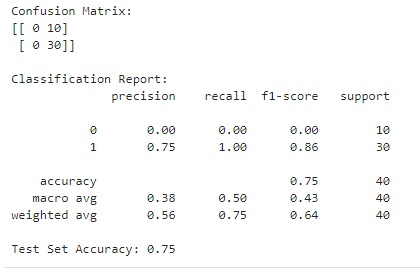 Confusion Matrix:
[[ 0 10]
 [ 0 30]]
Classification Report:
              precision    recall  f1-score   support
           0       0.00      0.00      0.00        10
           1       0.75      1.00      0.86        30
    accuracy                           0.75        40
   macro avg       0.38      0.50      0.43        40
weighted avg       0.56      0.75      0.64        40
Test Set Accuracy: 0.75